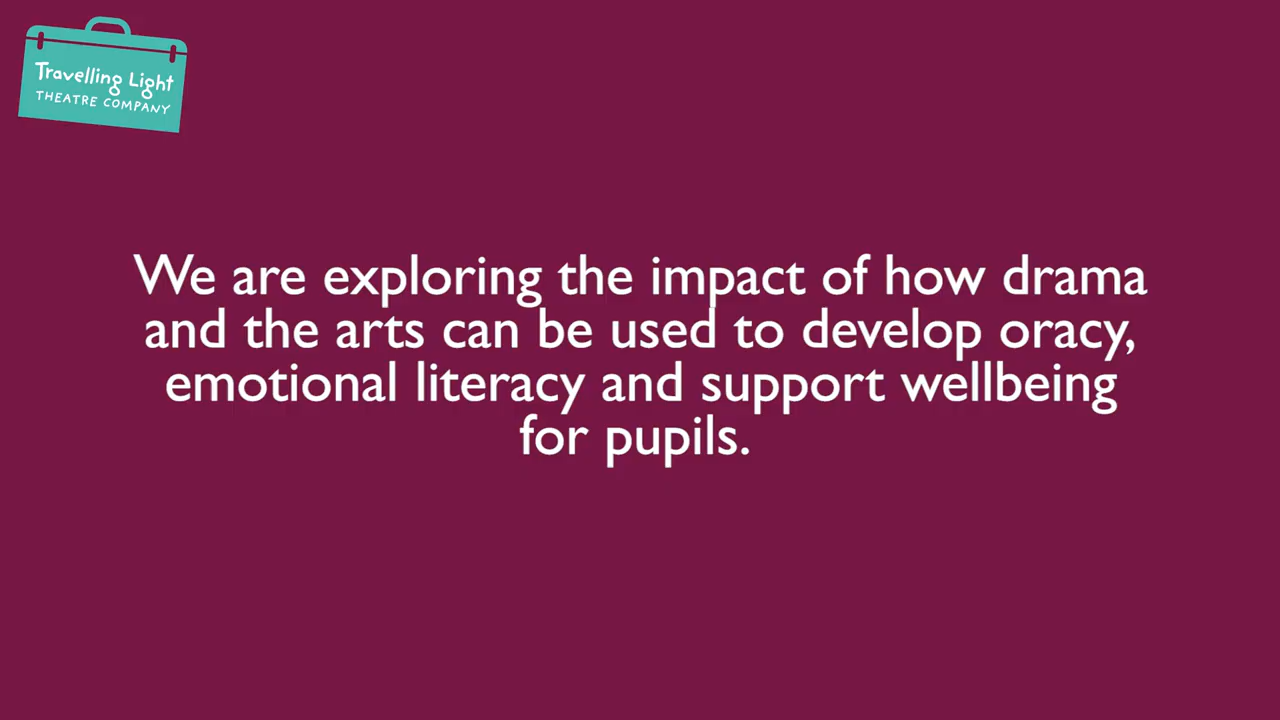 Travelling Light
THEATRE COMPANY
We are exploring the impact of how drama
and the arts can be used to develop oracy,
emotional literacy and support wellbeing
for pupils.